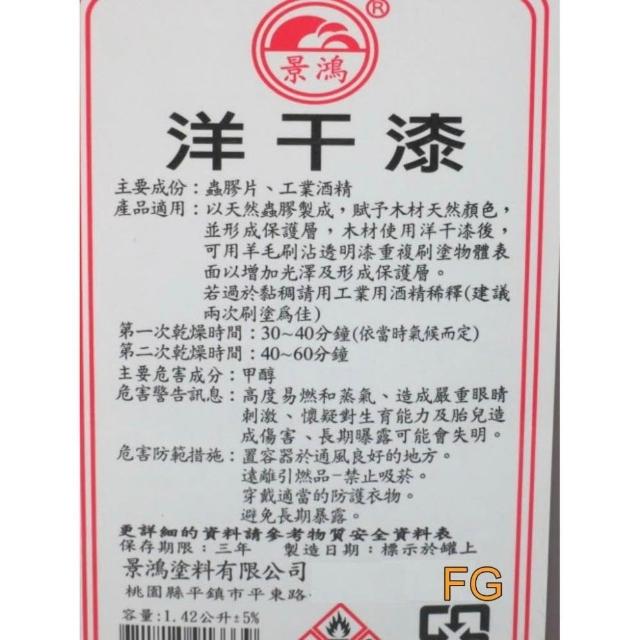 ®
景鴻
洋干漆
主要成份：蟲膠片、工業酒精
產品適用：以天然蟲膠製成，賦予木材天然顏色，
並形成保護層，木材使用洋干漆後，
可用羊毛刷沾透明漆重複刷塗物體表
面以增加光澤及形成保護層。
若過於黏稠請用工業用酒精稀釋(建議
兩次刷塗爲佳)
第一次乾燥時間：30~40分鐘(依當時氣候而定)
第二次乾燥時間：40~60分鐘
主要危害成分：甲醇
危害警告訊息：高度易燃和蒸氣、造成嚴重眼睛
刺激、懷疑對生育能力及胎兒造
成傷害、長期曝露可能會失明。
危害防範措施：置容器於通風良好的地方。
遠離引燃品-禁止吸菸。
穿戴適當的防護衣物。
避免長期暴露。
更詳細的資料請參考物質安全資料表
保存期限：三年 製造日期：標示於罐上
景鴻塗料有限公司
桃園縣平鎮市平東路
容量：1.42公升±5%
FG